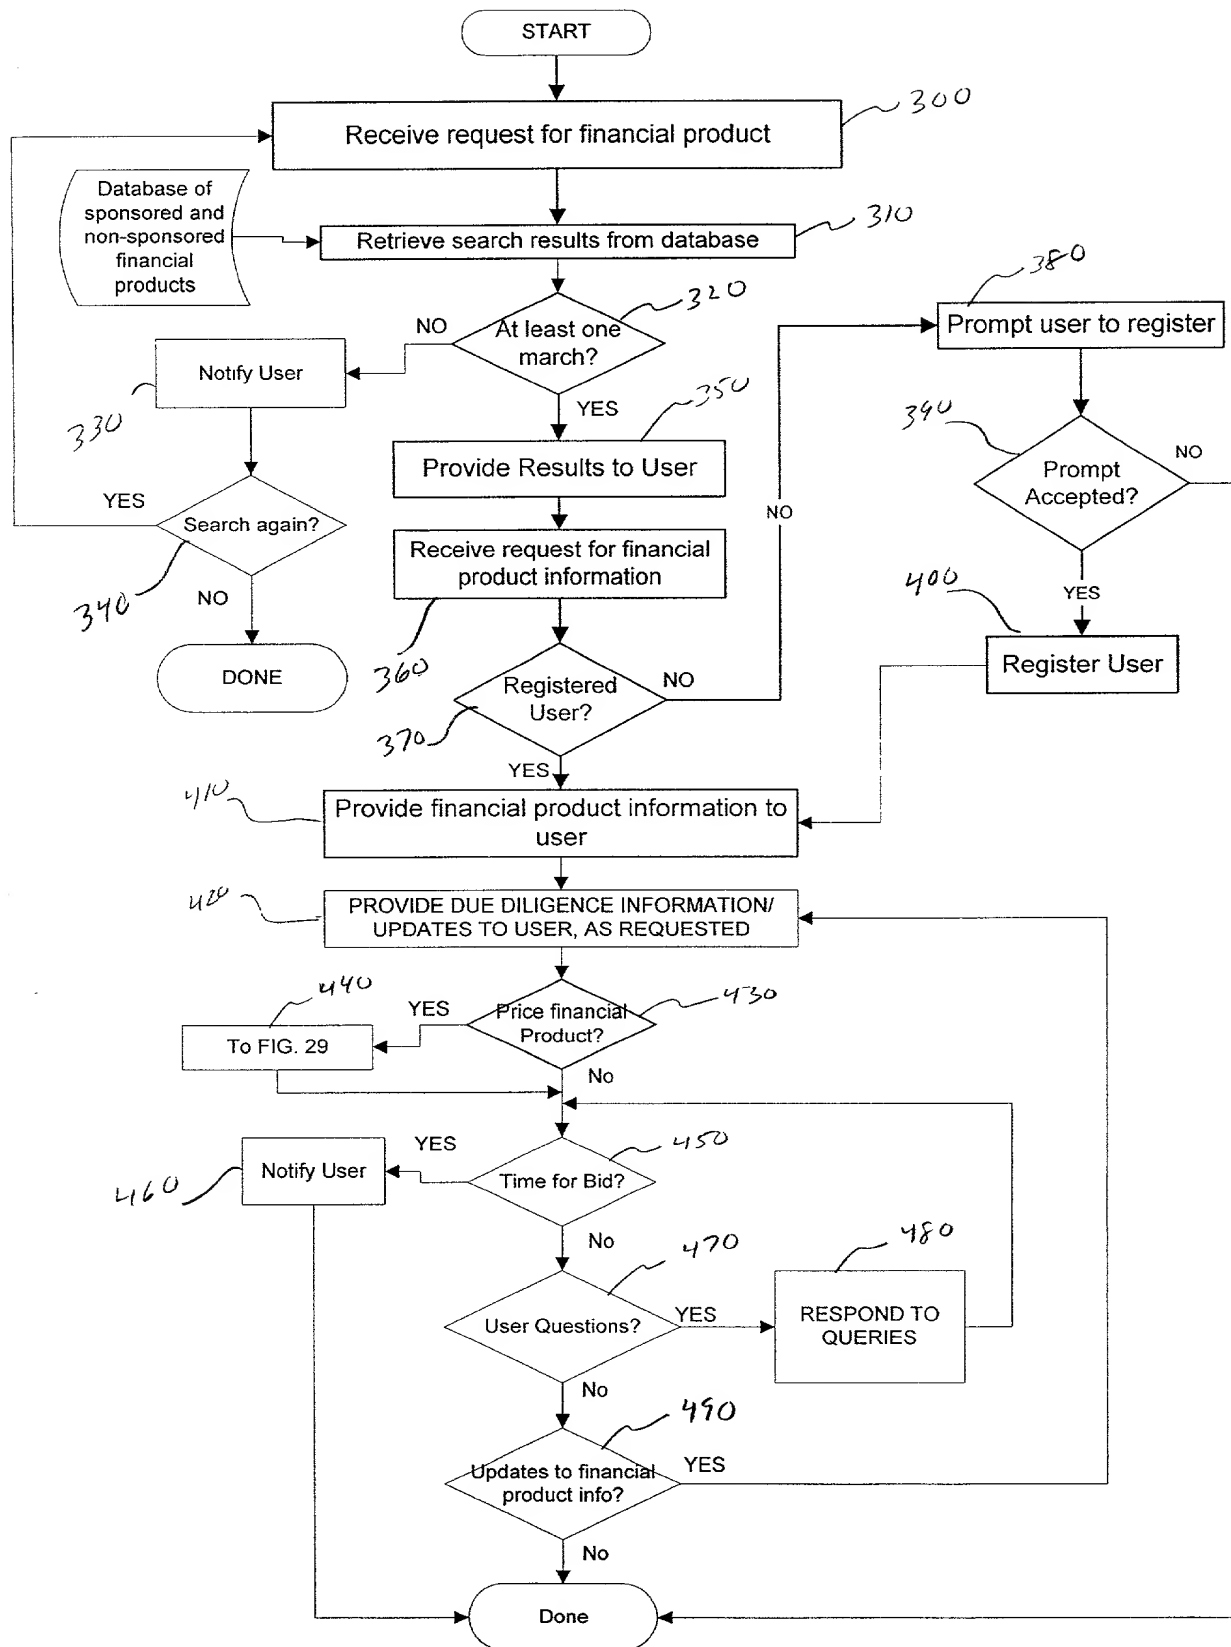 START
300
Receive request for financial product
Database of
sponsored and
non-sponsored
financial
products
310
Retrieve search results from database
320
At least one
march?
NO
YES
Notify User
330
350
Provide Results to User
380
Prompt user to register
390
Prompt
Accepted?
NO
YES
YES
Search again?
340
NO
DONE
Receive request for financial
product information
360
NO
Registered
User?
370
NO
YES
400
Register User
410
Provide financial product information to
user
420
PROVIDE DUE DILIGENCE INFORMATION/
UPDATES TO USER, AS REQUESTED
440
YES
Price financial
Product?
430
To FIG. 29
No
YES
450
Notify User
460
Time for Bid?
No
470
480
User Questions?
YES
RESPOND TO
QUERIES
No
490
Updates to financial
product info?
YES
No
Done